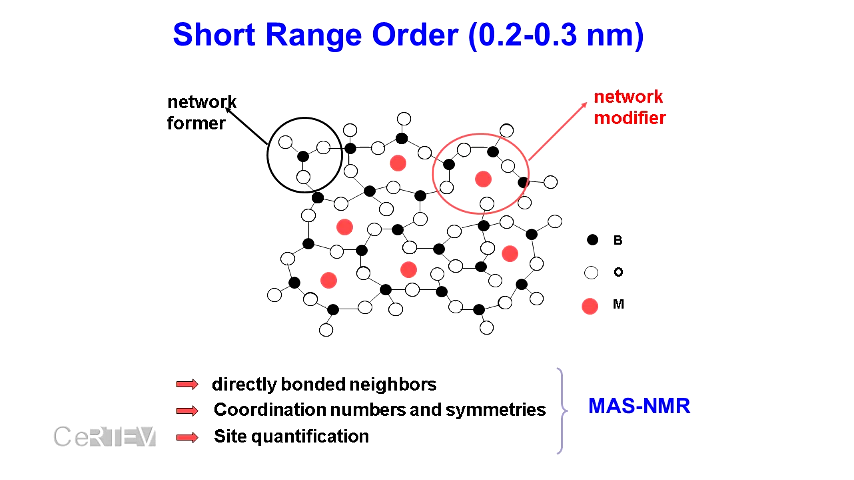 Short Range Order (0.2-0.3 nm)
network
former
network
modifier
B
O
M
directly bonded neighbors
Coordination numbers and symmetries
Site quantification
MAS-NMR
CeRTEV